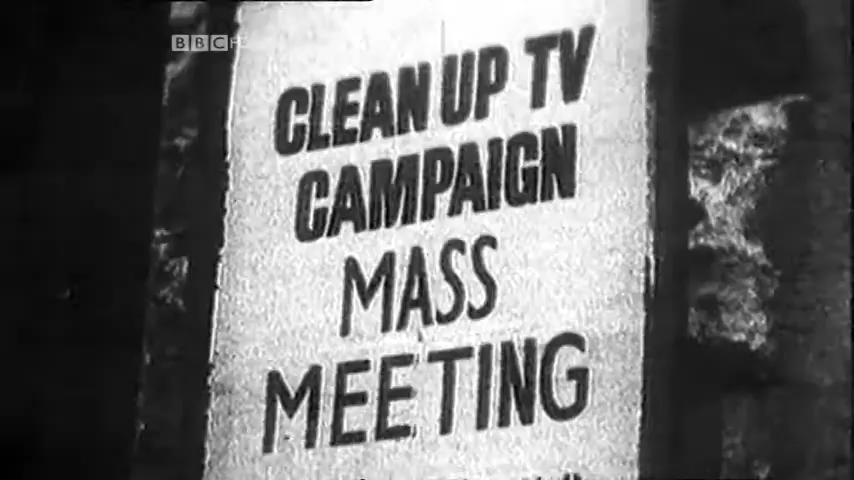 BBC F
CLEAN UP TV
CAMPAIGN
MASS
MEETING